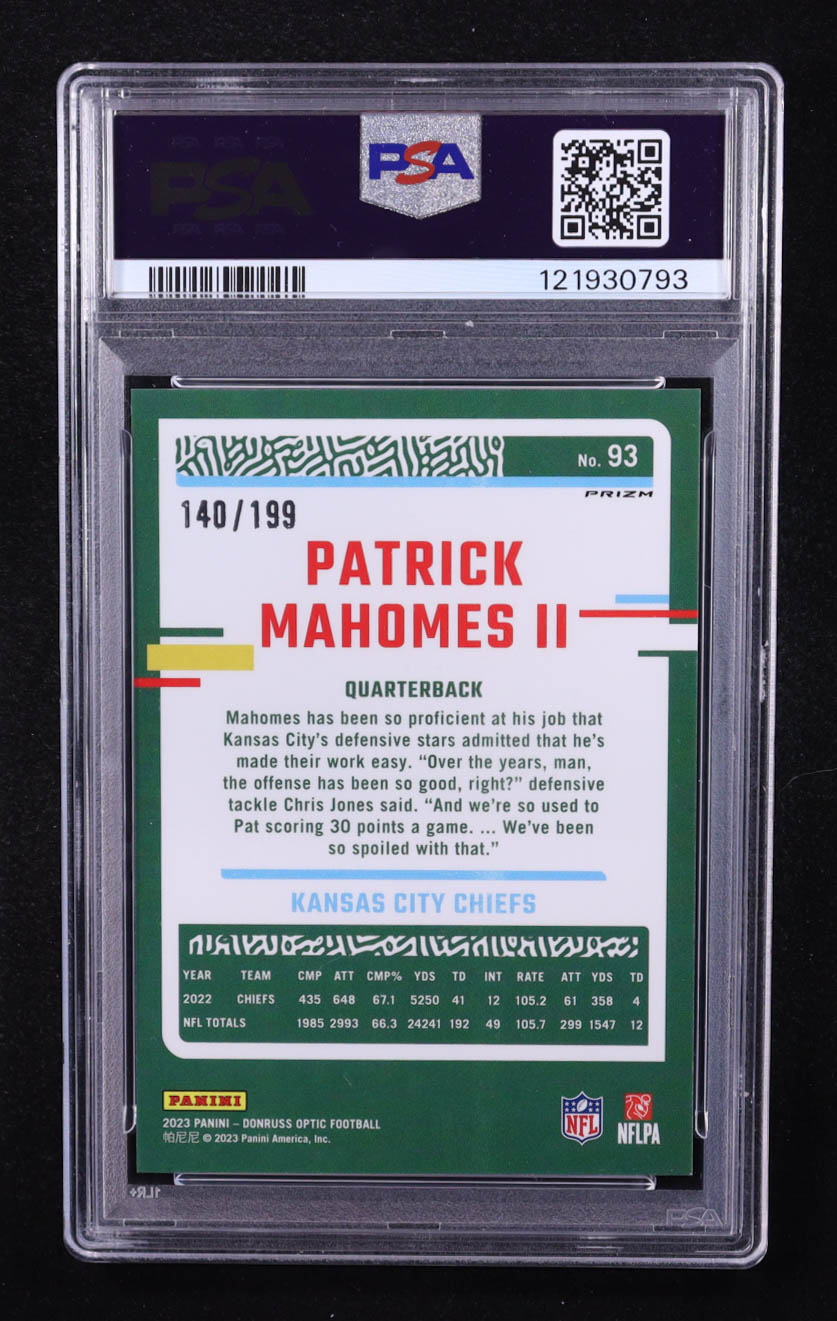 PSA
PSA
121930793
No. 93
PRIZM
140/199
PATRICK
MAHOMES II
QUARTERBACK
Mahomes has been so proficient at his job that
Kansas City's defensive stars admitted that he's
made their work easy. “Over the years, man,
the offense has been so good, right?” defensive
tackle Chris Jones said. “And we're so used to
Pat scoring 30 points a game. ... We've been
so spoiled with that.”
KANSAS CITY CHIEFS
YEAR TEAM CMP ATT CMP% YDS TD INT RATE ATT YDS TD
2022 CHIEFS 435 648 67.1 5250 41 12 105.2 61 358 4
NFL TOTALS 1985 2993 66.3 24241 192 49 105.7 299 1547 12
PANINI
2023 PANINI – DONRUSS OPTIC FOOTBALL
帕尼尼 © 2023 Panini America, Inc.
NFL
NFLPA
1LR+
PSA